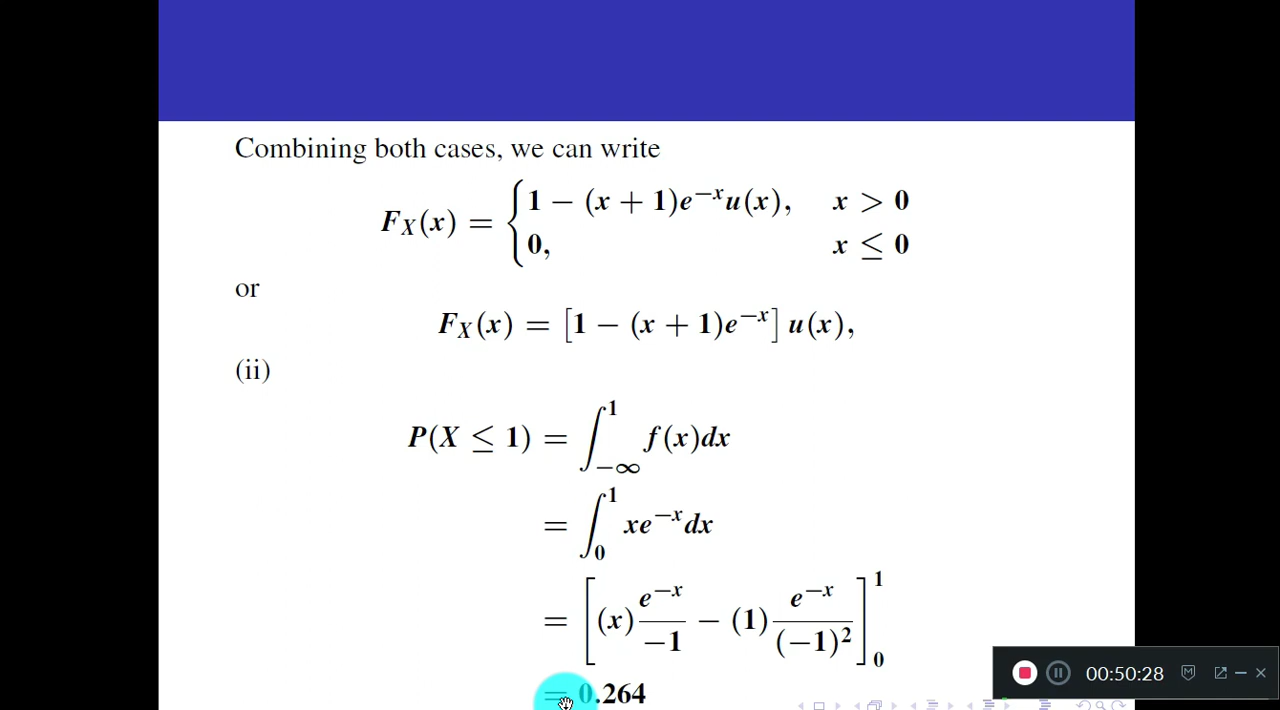 Combining both cases, we can write
F_X(x) = { 1 − (x + 1)e^{−x}u(x), x > 0
0, x ≤ 0
or
F_X(x) = [1 − (x + 1)e^{−x}] u(x),
(ii)
P(X ≤ 1) = ∫_{−∞}^{1} f(x)dx
= ∫_{0}^{1} xe^{−x}dx
= [(x) e^{−x}/−1 − (1) e^{−x}/(−1)^2]_{0}^{1}
= 0.264
00:50:28